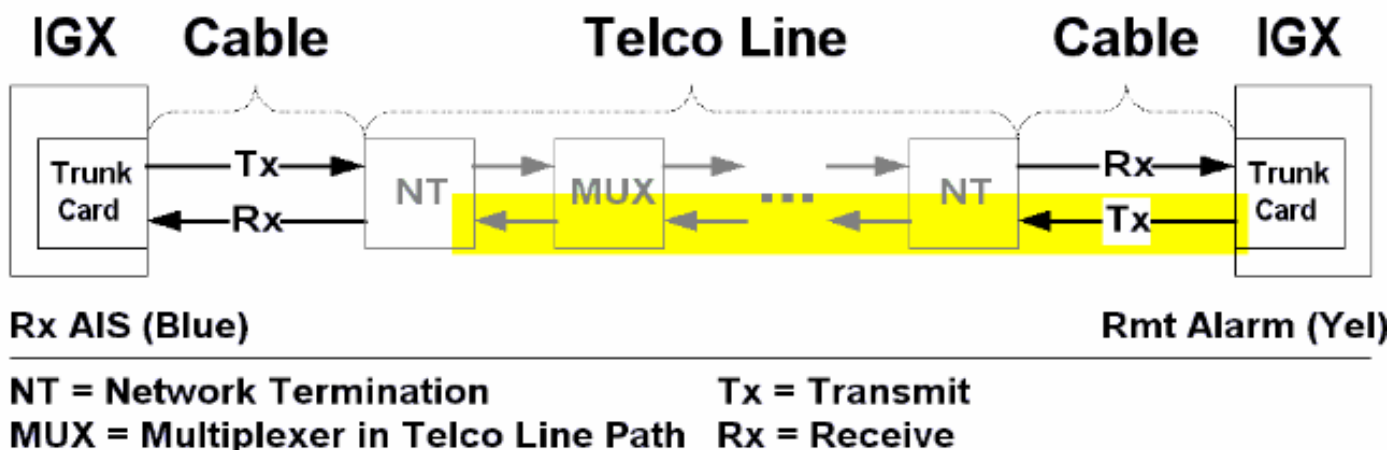 IGX Cable Telco Line Cable IGX
Trunk Card Tx NT MUX ... NT Rx Trunk Card
Rx Tx
Rx AIS (Blue) Rmt Alarm (Yel)
NT = Network Termination Tx = Transmit
MUX = Multiplexer in Telco Line Path Rx = Receive